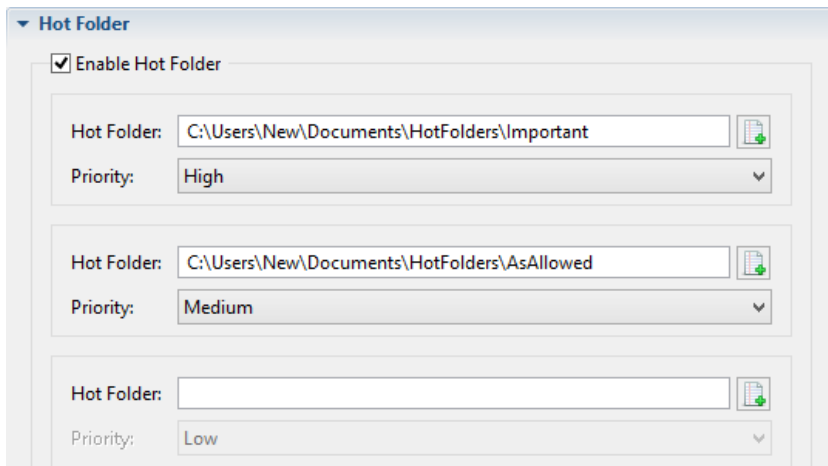 Hot Folder
Enable Hot Folder
Hot Folder: C:\Users\New\Documents\HotFolders\Important
Priority: High
Hot Folder: C:\Users\New\Documents\HotFolders\AsAllowed
Priority: Medium
Hot Folder:
Priority: Low